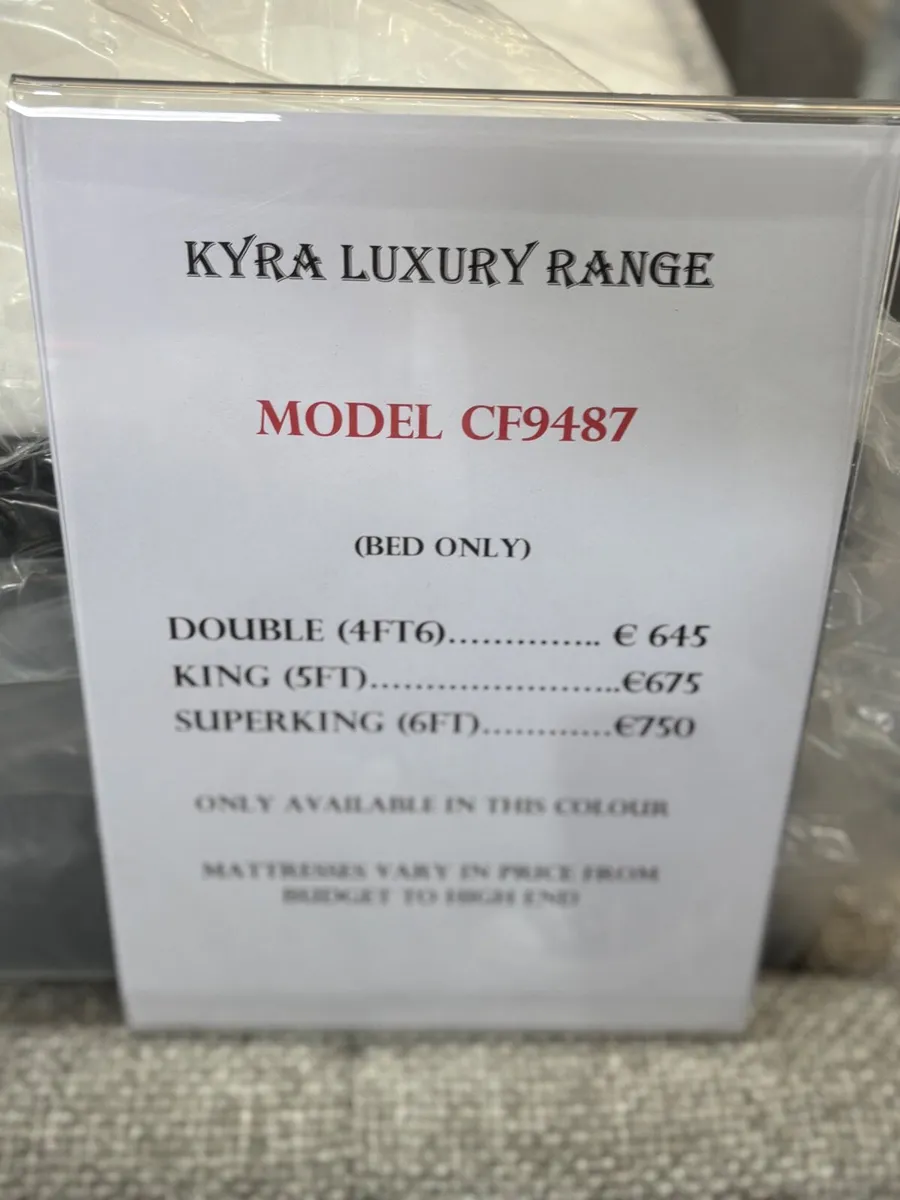 KYRA LUXURY RANGE
MODEL CF9487
(BED ONLY)
DOUBLE (4FT6).............. € 645
KING (5FT)........................€675
SUPERKING (6FT)............€750
ONLY AVAILABLE IN THIS COLOUR
MATTRESSES VARY IN PRICE FROM
BUDGET TO HIGH END